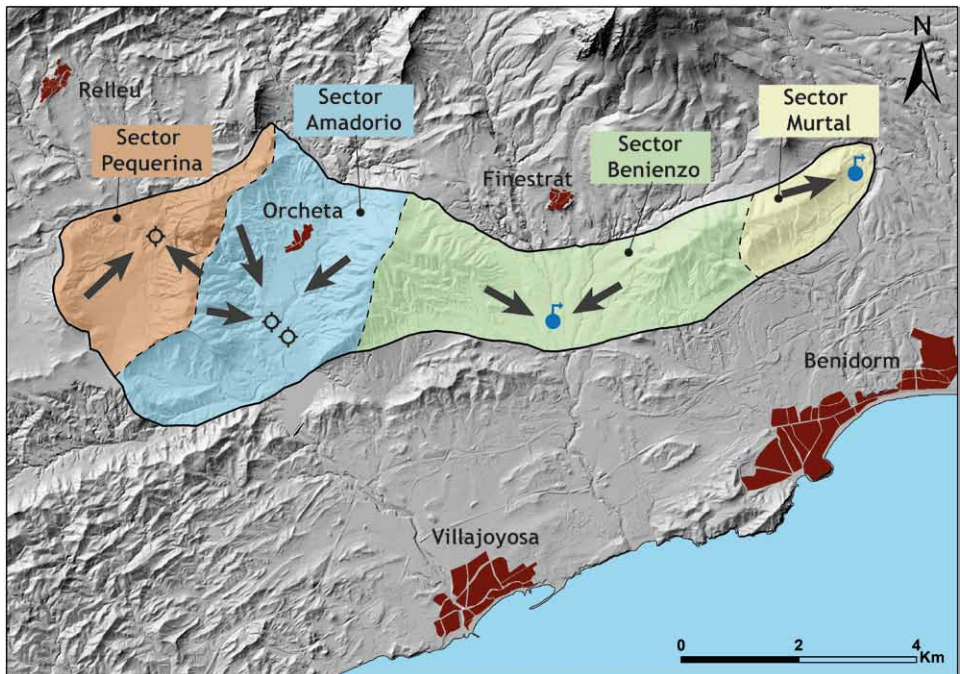 N
Relleu
Sector
Pequerina
Sector
Amadorio
Sector
Benienzo
Sector
Murtal
Finestrat
Orcheta
Benidorm
Villajoyosa
0 2 4
Km